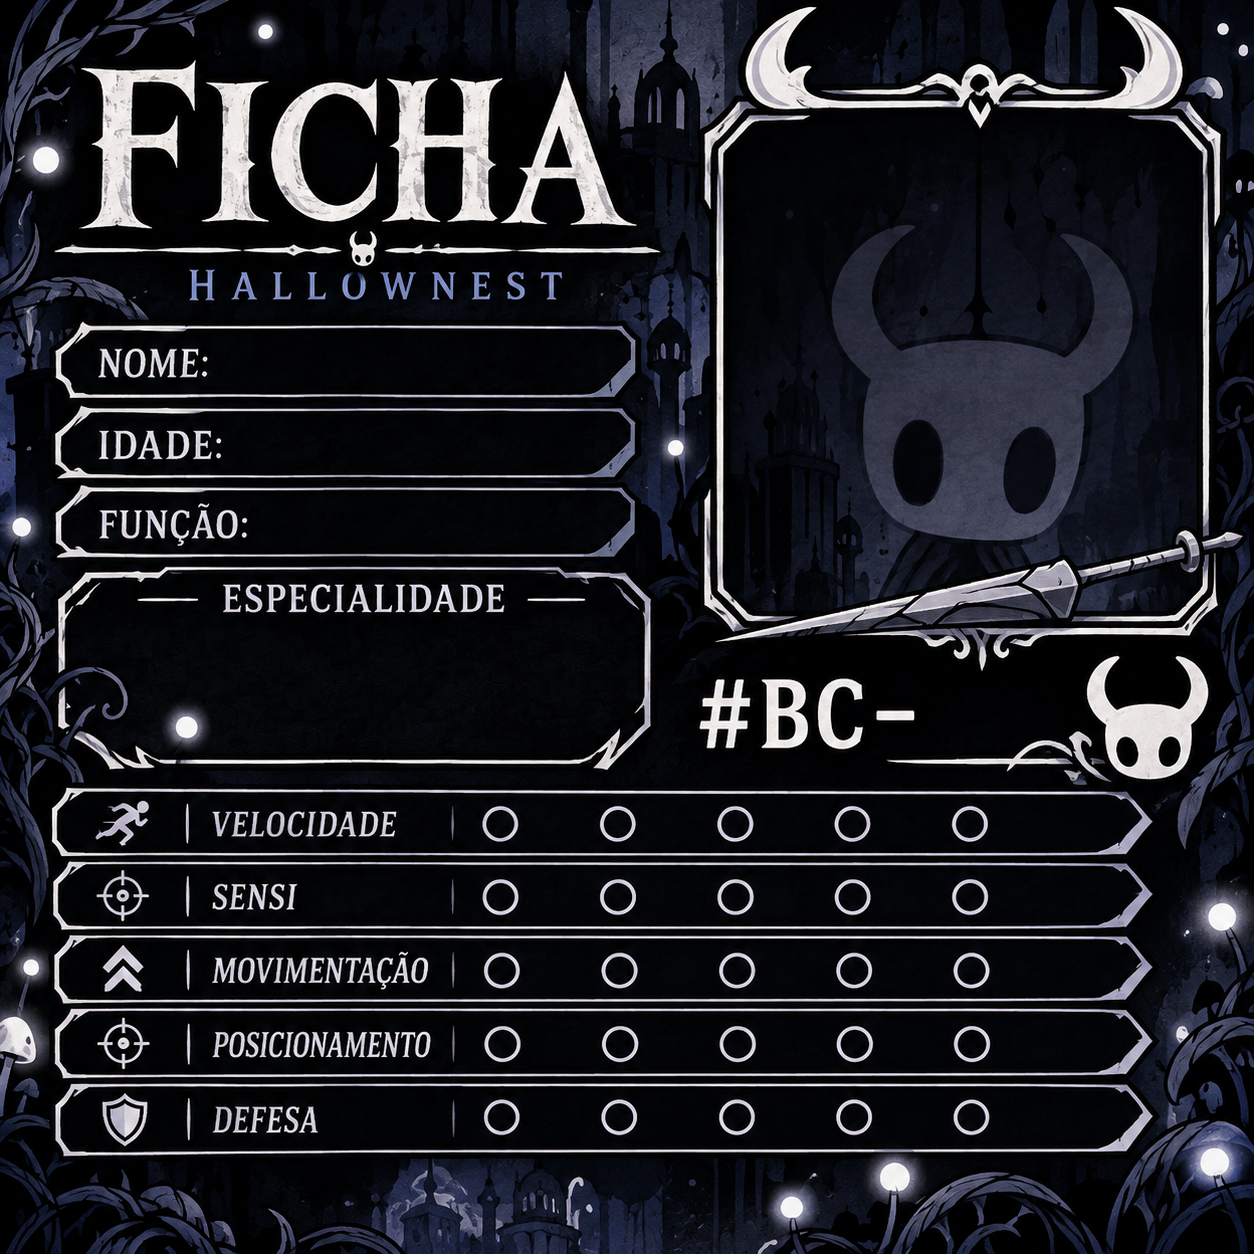 FICHA
HALLOWNEST
NOME:
IDADE:
FUNÇÃO:
ESPECIALIDADE
#BC-
VELOCIDADE
SENSI
MOVIMENTAÇÃO
POSICIONAMENTO
DEFESA